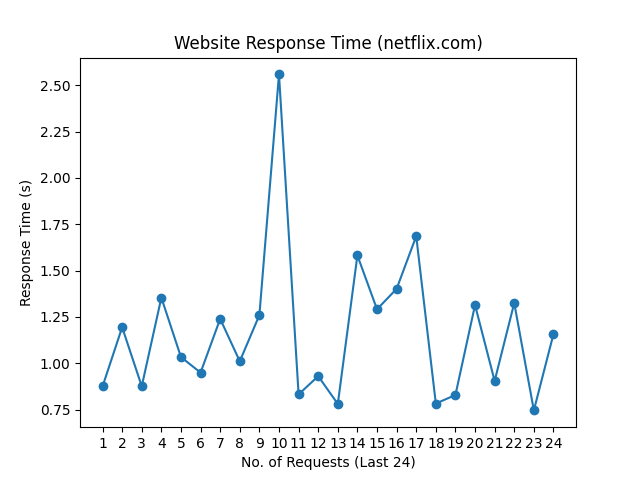 Website Response Time (netflix.com)
2.50
2.25
2.00
1.75
1.50
1.25
1.00
0.75
Response Time (s)
1 2 3 4 5 6 7 8 9 10 11 12 13 14 15 16 17 18 19 20 21 22 23 24
No. of Requests (Last 24)